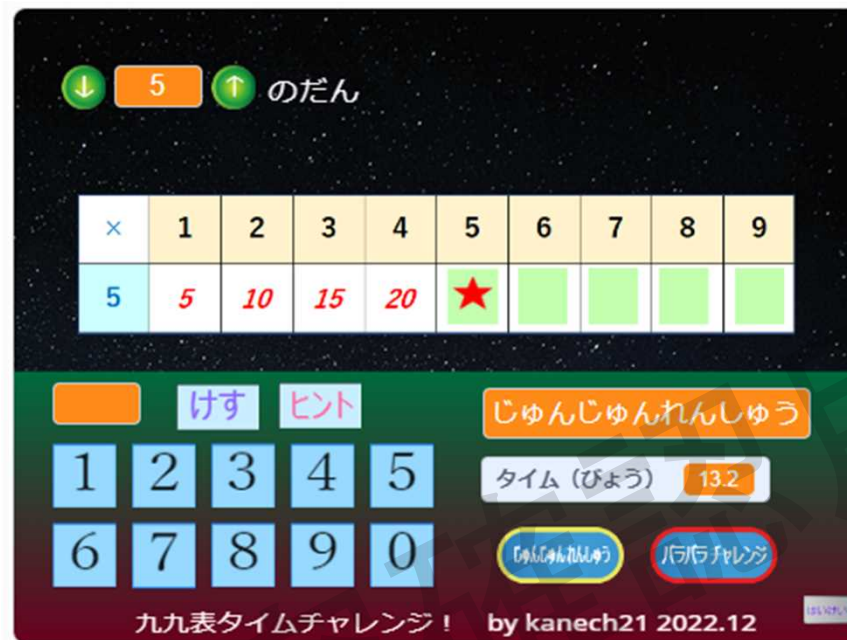 ↓ 5 ↑ のだん
× 1 2 3 4 5 6 7 8 9
5 5 10 15 20 ★
けす ヒント
じゅんじゅんれんしゅう
1 2 3 4 5
タイム（びょう） 13.2
6 7 8 9 0
じゅんじゅんれんしゅう バラバラチャレンジ
九九表タイムチャレンジ！ by kanech21 2022.12